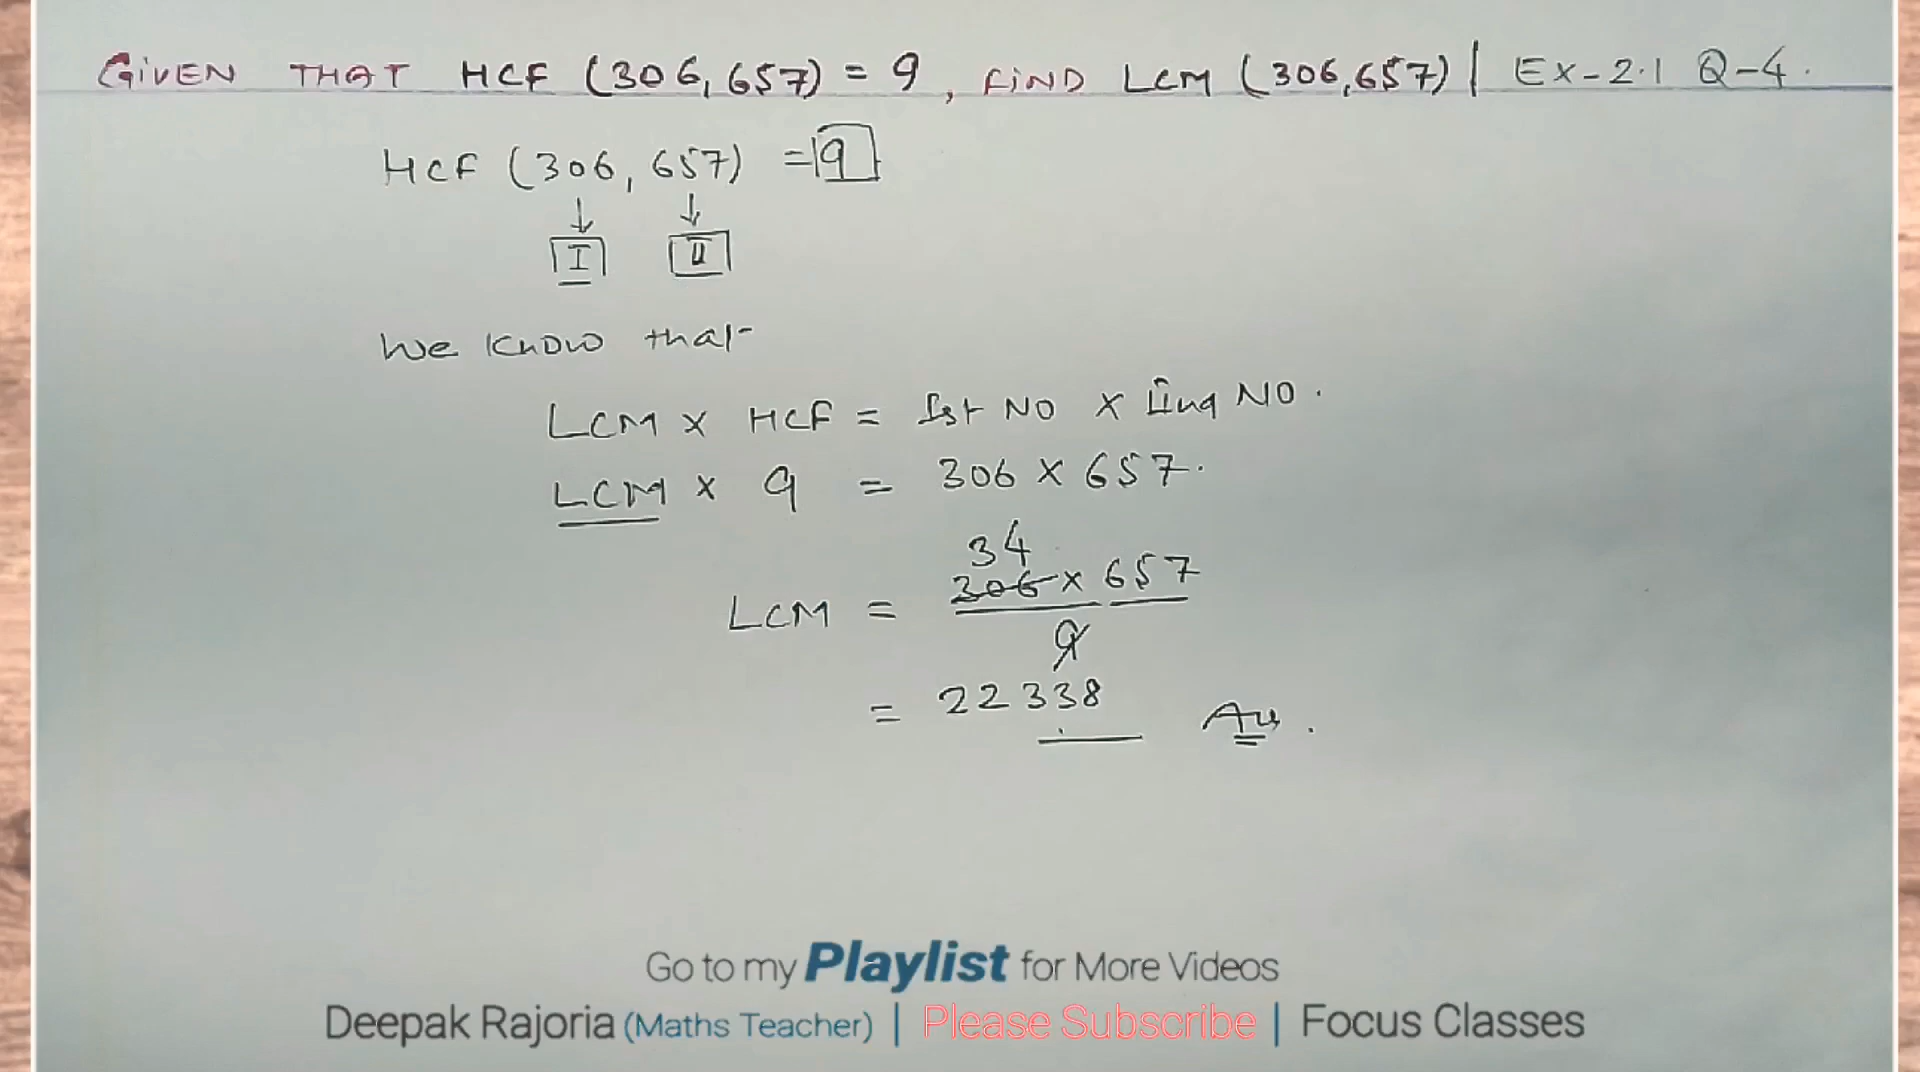 GIVEN THAT HCF (306,657) = 9, FIND LCM (306,657) | EX-2.1 Q-4.
HCF (306, 657) = 9
↓ ↓
I II
We know that
LCM x HCF = Ist NO x IInd NO.
LCM x 9 = 306 x 657.
34
LCM = 306 x 657
9
= 22338 Ans.
Go to my Playlist for More Videos
Deepak Rajoria (Maths Teacher) | Please Subscribe | Focus Classes